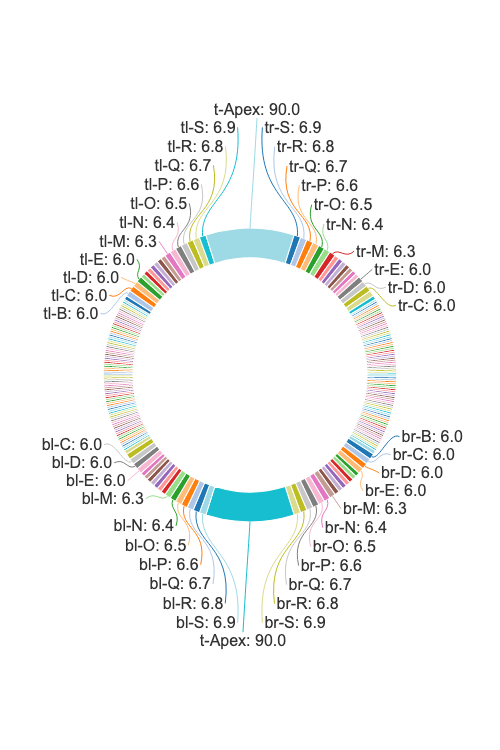 t-Apex: 90.0
tl-S: 6.9
tr-S: 6.9
tl-R: 6.8
tr-R: 6.8
tl-Q: 6.7
tr-Q: 6.7
tl-P: 6.6
tr-P: 6.6
tl-O: 6.5
tr-O: 6.5
tl-N: 6.4
tr-N: 6.4
tl-M: 6.3
tr-M: 6.3
tl-E: 6.0
tr-E: 6.0
tl-D: 6.0
tr-D: 6.0
tl-C: 6.0
tr-C: 6.0
tl-B: 6.0
br-B: 6.0
bl-C: 6.0
br-C: 6.0
bl-D: 6.0
br-D: 6.0
bl-E: 6.0
br-E: 6.0
bl-M: 6.3
br-M: 6.3
bl-N: 6.4
br-N: 6.4
bl-O: 6.5
br-O: 6.5
bl-P: 6.6
br-P: 6.6
bl-Q: 6.7
br-Q: 6.7
bl-R: 6.8
br-R: 6.8
bl-S: 6.9
br-S: 6.9
t-Apex: 90.0